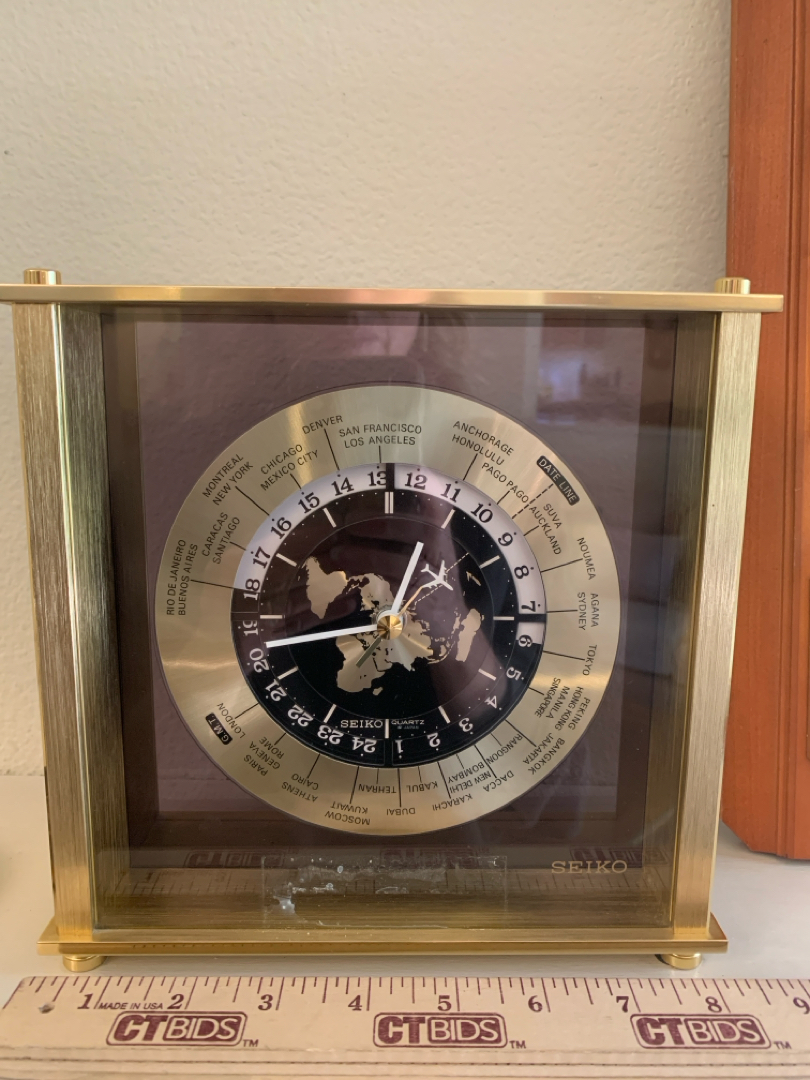 DENVER
SAN FRANCISCO
LOS ANGELES
ANCHORAGE
HONOLULU
PAGO PAGO
DATE LINE
SUVA
AUCKLAND
NOUMEA
AGANA
SYDNEY
TOKYO
PEKING
HONG KONG
MANILA
SINGAPORE
JAKARTA
BANGKOK
RANGOON
DACCA
NEW DELHI
BOMBAY
KARACHI
KABUL
DUBAI
TEHRAN
KUWAIT
MOSCOW
CAIRO
ATHENS
ROME
GENEVA
PARIS
LONDON
G.M.T.
RIO DE JANEIRO
BUENOS AIRES
CARACAS
SANTIAGO
MONTREAL
NEW YORK
CHICAGO
MEXICO CITY
13 12 11 10 9 8 7 6 5 4 3 2 1 24 23 22 21 20 19 18 17 16 15 14
SEIKO QUARTZ
SEIKO
1 MADE IN USA 2 3 4 5 6 7 8 9
CTBIDS TM CTBIDS TM CTBIDS TM